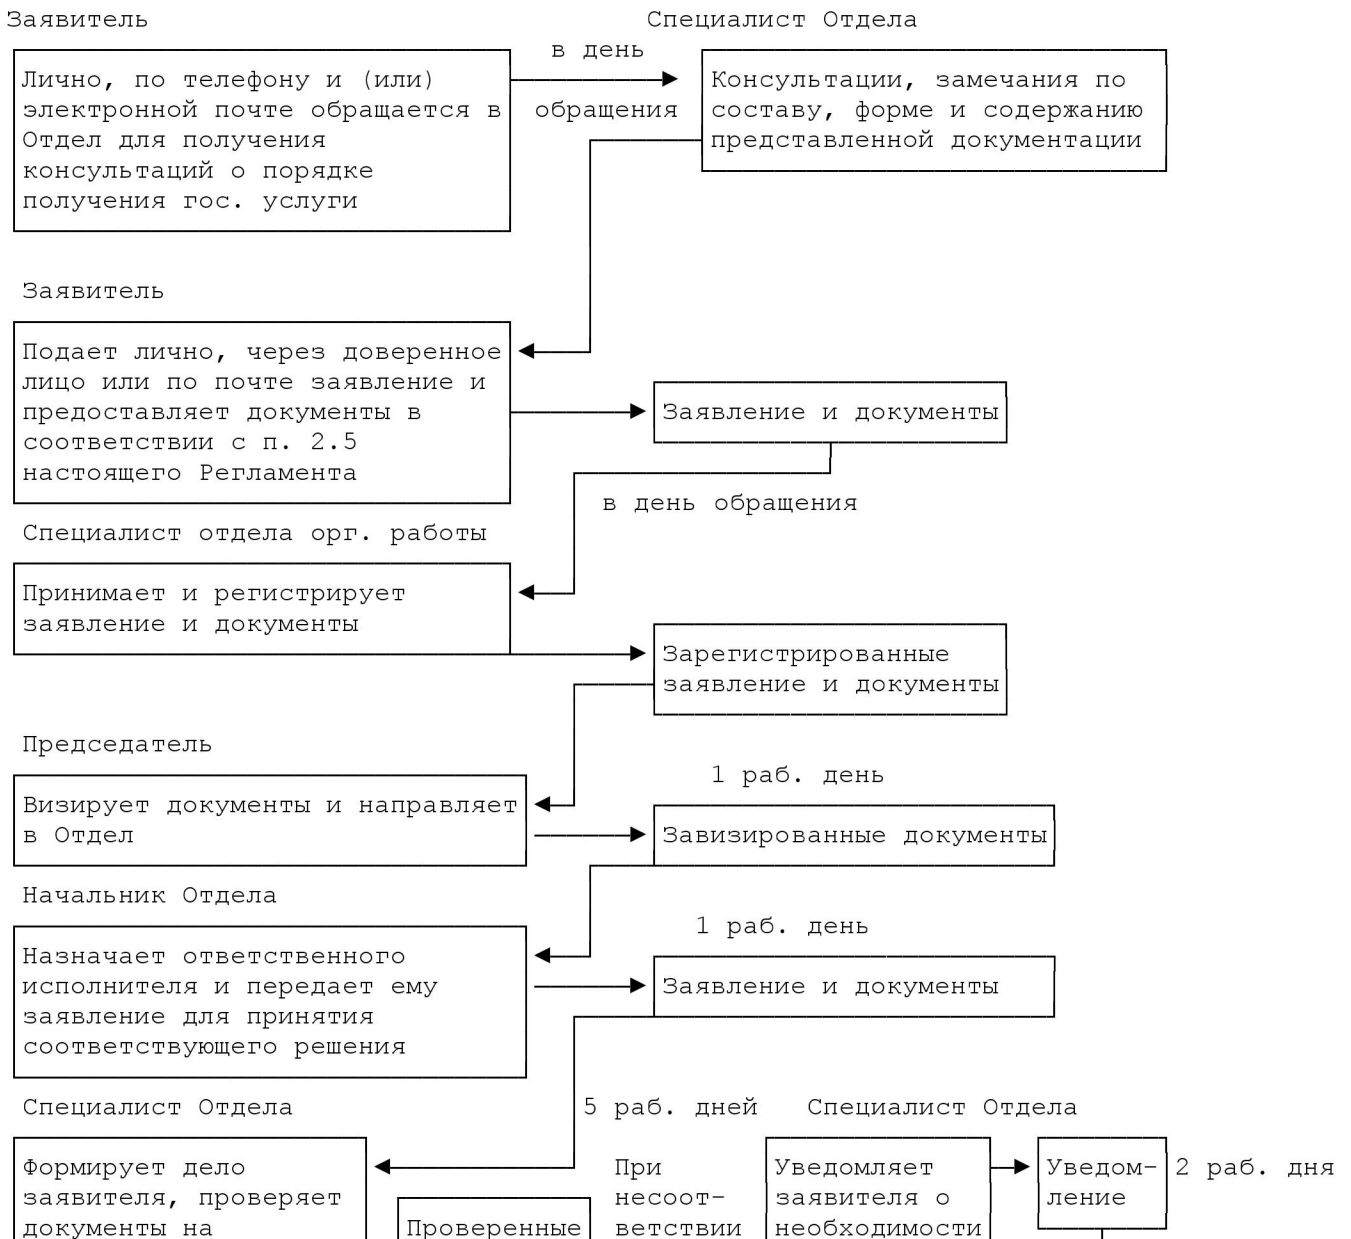 Заявитель
Специалист Отдела
в день
обращения
Лично, по телефону и (или)
электронной почте обращается в
Отдел для получения
консультаций о порядке
получения гос. услуги
Консультации, замечания по
составу, форме и содержанию
представленной документации
Заявитель
Подает лично, через доверенное
лицо или по почте заявление и
предоставляет документы в
соответствии с п. 2.5
настоящего Регламента
Заявление и документы
в день обращения
Специалист отдела орг. работы
Принимает и регистрирует
заявление и документы
Зарегистрированные
заявление и документы
Председатель
1 раб. день
Визирует документы и направляет
в Отдел
Завизированные документы
Начальник Отдела
1 раб. день
Назначает ответственного
исполнителя и передает ему
заявление для принятия
соответствующего решения
Заявление и документы
Специалист Отдела
5 раб. дней
Специалист Отдела
Формирует дело
заявителя, проверяет
документы на
Проверенные
При
несоот-
ветствии
Уведомляет
заявителя о
необходимости
Уведом-
ление
2 раб. дня